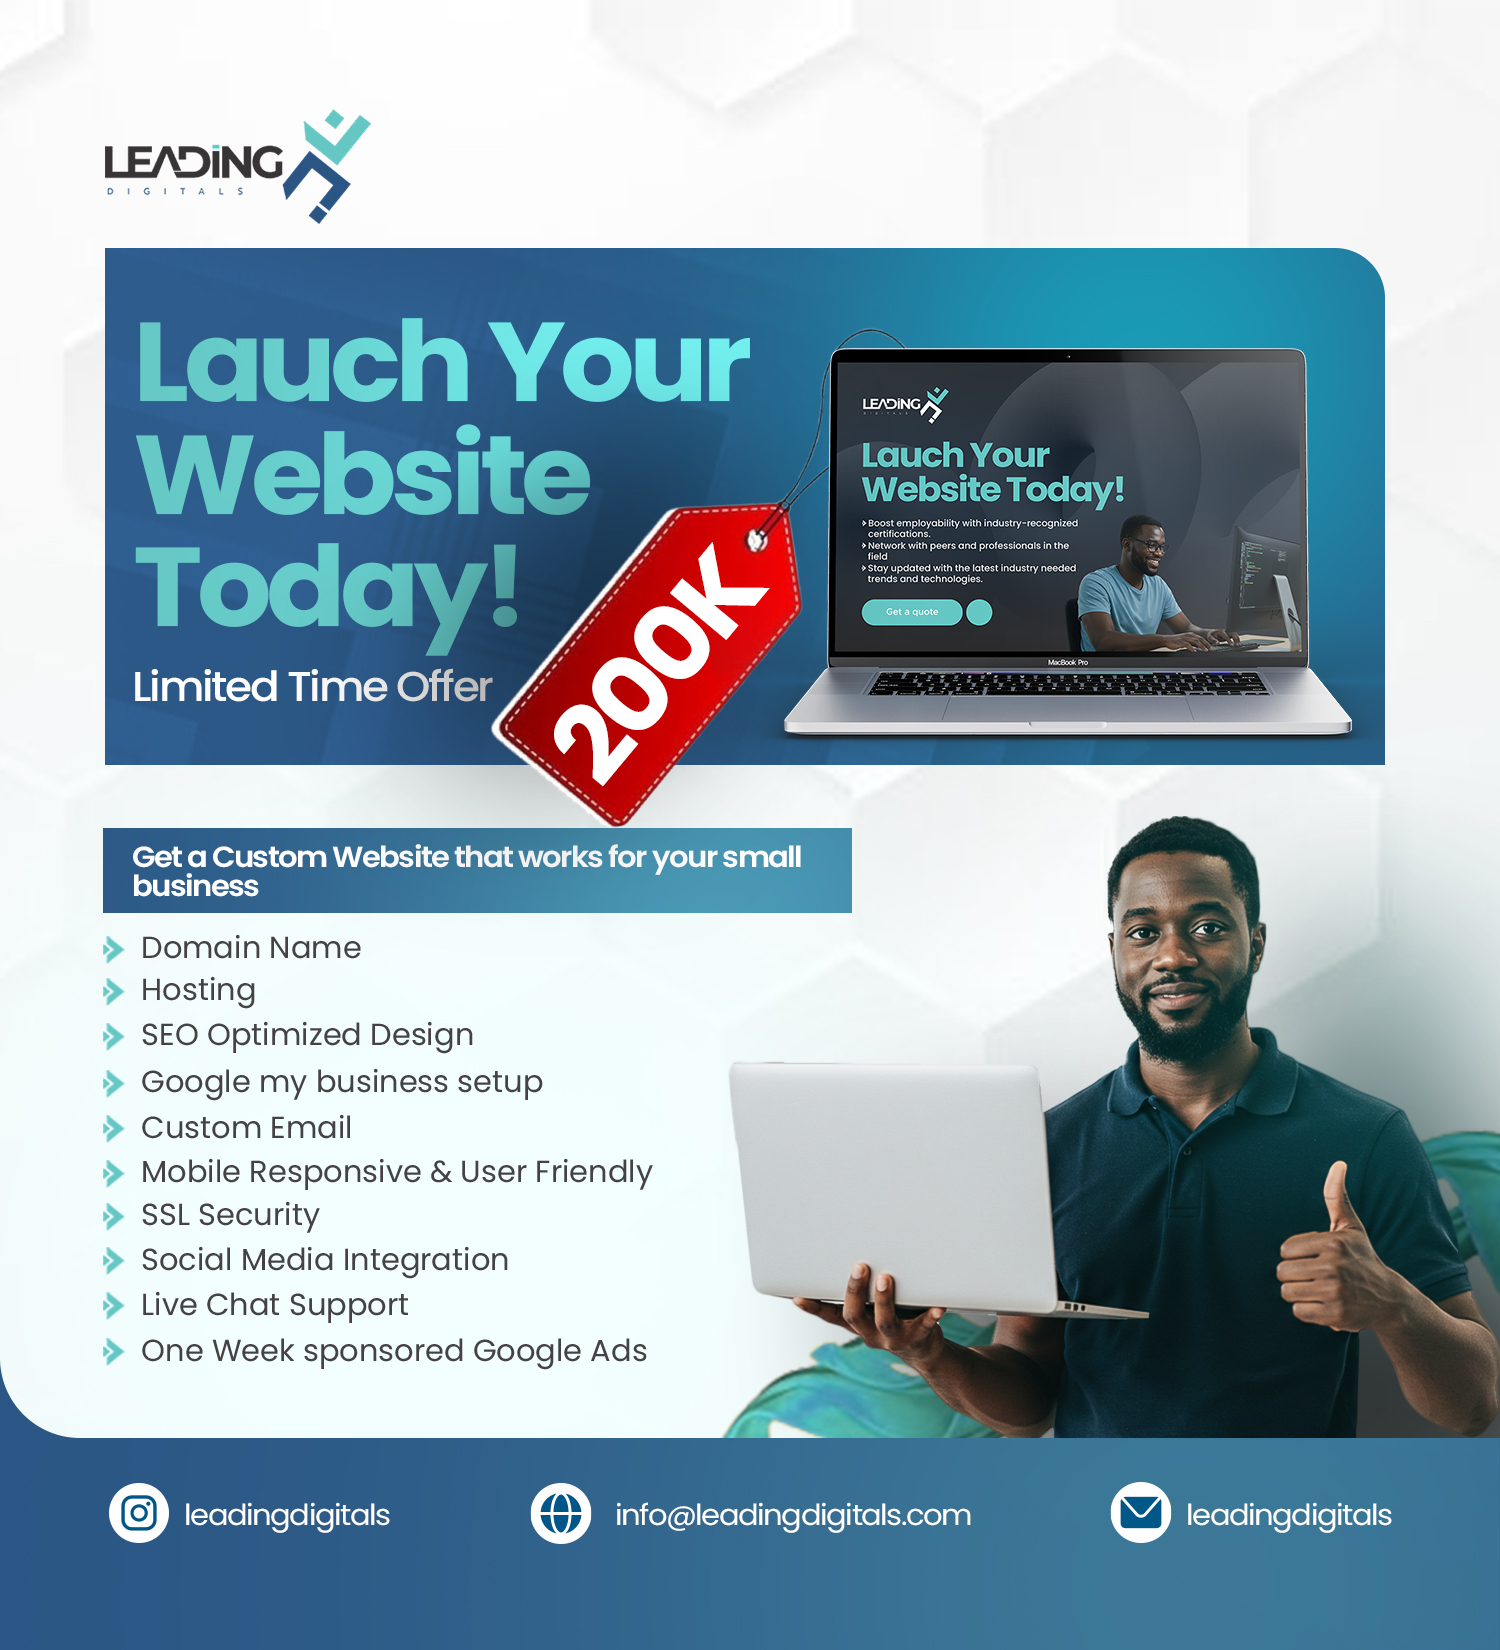 LEADiNG
DIGITALS
Lauch Your
Website
Today!
Limited Time Offer
200K
LEADiNG
DIGITALS
Lauch Your
Website Today!
Boost employability with industry-recognized
certifications.
Network with peers and professionals in the
field
Stay updated with the latest industry needed
trends and technologies.
Get a quote
MacBook Pro
Get a Custom Website that works for your small
business
Domain Name
Hosting
SEO Optimized Design
Google my business setup
Custom Email
Mobile Responsive & User Friendly
SSL Security
Social Media Integration
Live Chat Support
One Week sponsored Google Ads
leadingdigitals
info@leadingdigitals.com
leadingdigitals